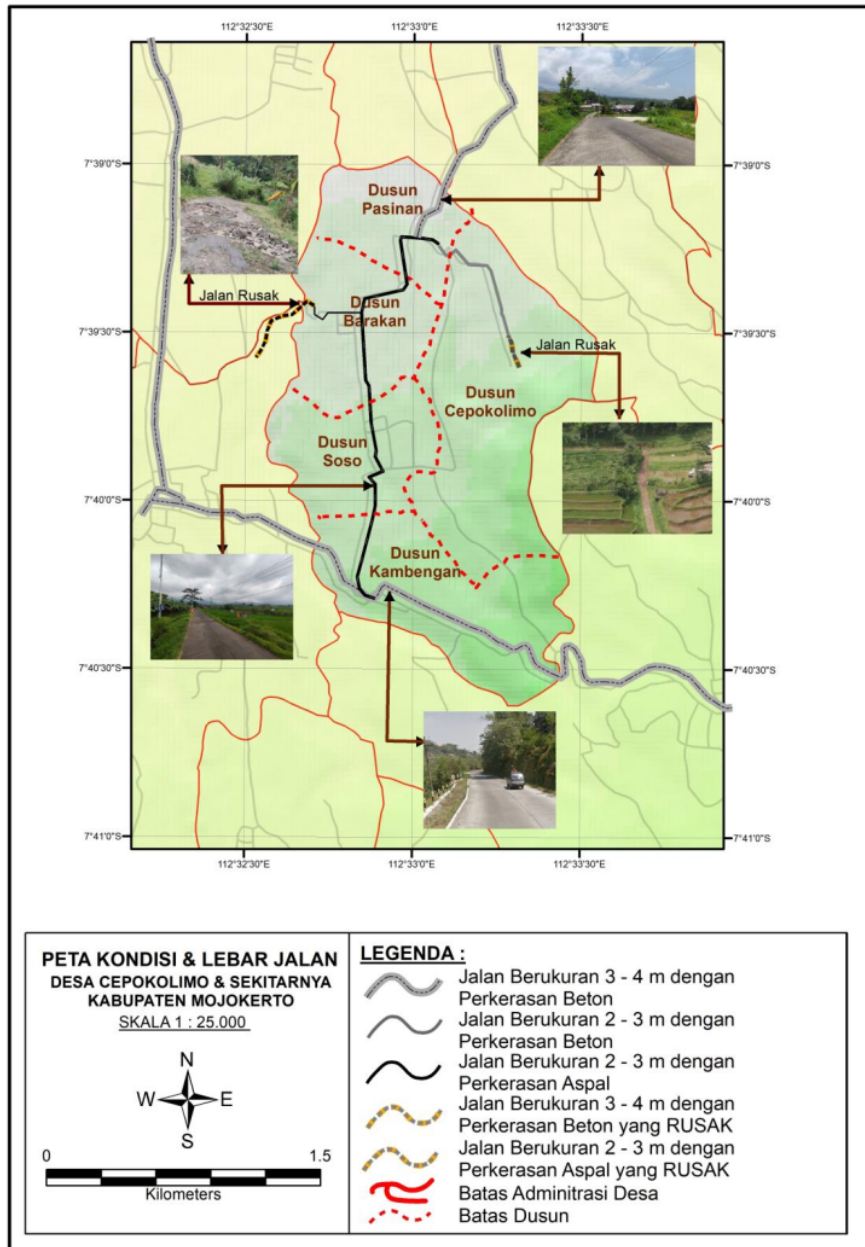 112°32'30"E
112°33'0"E
112°33'30"E
7°39'0"S
7°39'0"S
Dusun
Pasinan
Jalan Rusak
Dusun
Barakan
7°39'30"S
7°39'30"S
Jalan Rusak
Dusun
Cepokolimo
Dusun
Soso
7°40'0"S
7°40'0"S
Dusun
Kambengan
7°40'30"S
7°40'30"S
7°41'0"S
7°41'0"S
112°32'30"E
112°33'0"E
112°33'30"E
PETA KONDISI & LEBAR JALAN
DESA CEPOKOLIMO & SEKITARNYA
KABUPATEN MOJOKERTO
SKALA 1 : 25.000
N
W
E
S
0
1.5
Kilometers
LEGENDA :
Jalan Berukuran 3 - 4 m dengan
Perkerasan Beton
Jalan Berukuran 2 - 3 m dengan
Perkerasan Beton
Jalan Berukuran 2 - 3 m dengan
Perkerasan Aspal
Jalan Berukuran 3 - 4 m dengan
Perkerasan Beton yang RUSAK
Jalan Berukuran 2 - 3 m dengan
Perkerasan Aspal yang RUSAK
Batas Adminitrasi Desa
Batas Dusun